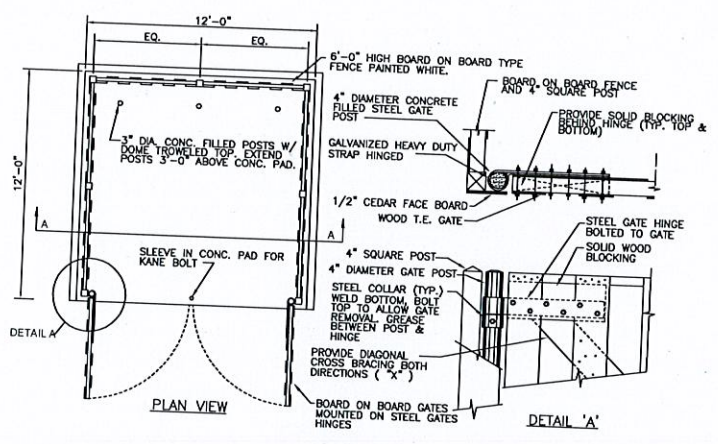 12'-0"
EQ. EQ.
6'-0" HIGH BOARD ON BOARD TYPE
FENCE PAINTED WHITE.
12'-0"
3" DIA. CONC. FILLED POSTS W/
DOME TROWELED TOP. EXTEND
POSTS 3'-0" ABOVE CONC. PAD.
A A
SLEEVE IN CONC. PAD FOR
KANE BOLT
DETAIL A
PLAN VIEW
BOARD ON BOARD GATES
MOUNTED ON STEEL GATES
HINGES
BOARD ON BOARD FENCE
AND 4" SQUARE POST
4" DIAMETER CONCRETE
FILLED STEEL GATE
POST
PROVIDE SOLID BLOCKING
BEHIND HINGE (TYP. TOP &
BOTTOM)
GALVANIZED HEAVY DUTY
STRAP HINGED
1/2" CEDAR FACE BOARD
WOOD T.E. GATE
STEEL GATE HINGE
BOLTED TO GATE
SOLID WOOD
BLOCKING
4" SQUARE POST
4" DIAMETER GATE POST
STEEL COLLAR (TYP.)
WELD BOTTOM, BOLT
TOP TO ALLOW GATE
REMOVAL. GREASE
BETWEEN POST &
HINGE
PROVIDE DIAGONAL
CROSS BRACING BOTH
DIRECTIONS ( "X" )
DETAIL 'A'